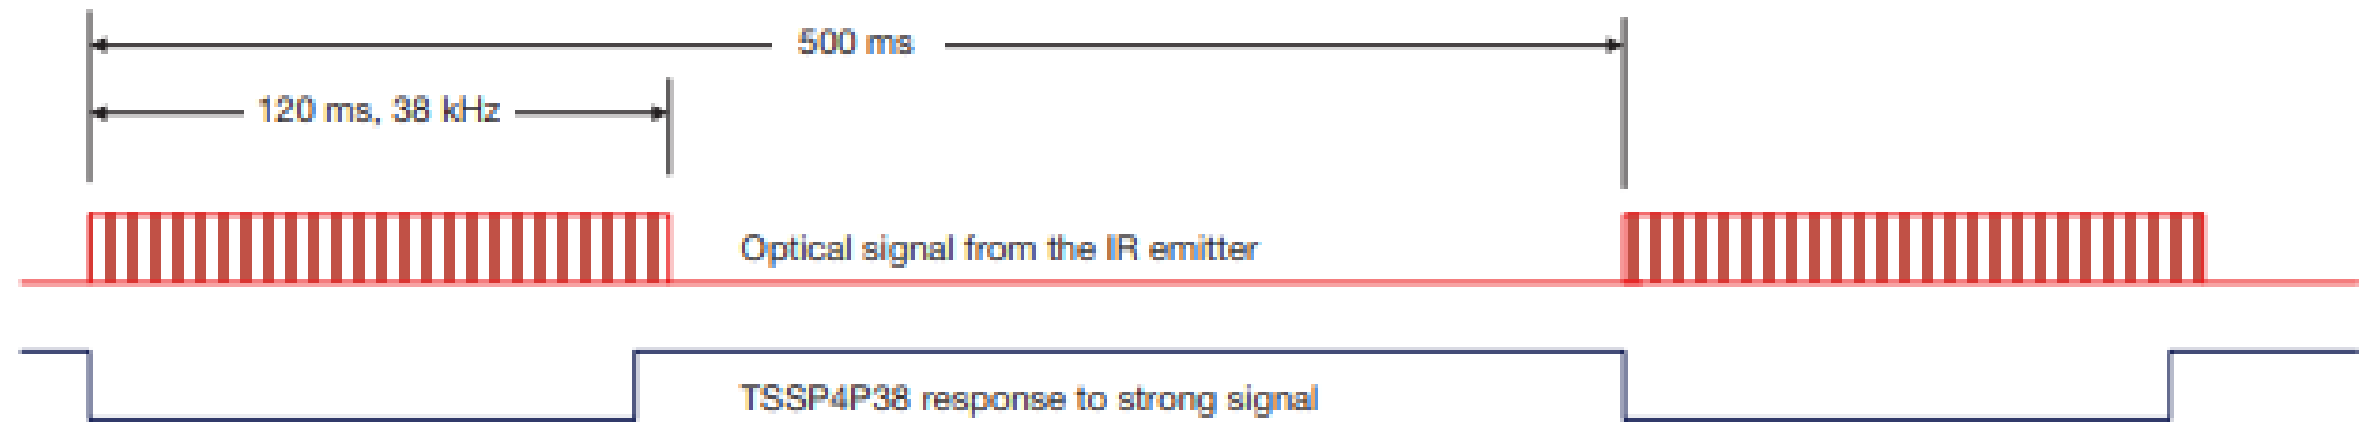 500 ms
120 ms, 38 kHz
Optical signal from the IR emitter
TSSP4P38 response to strong signal